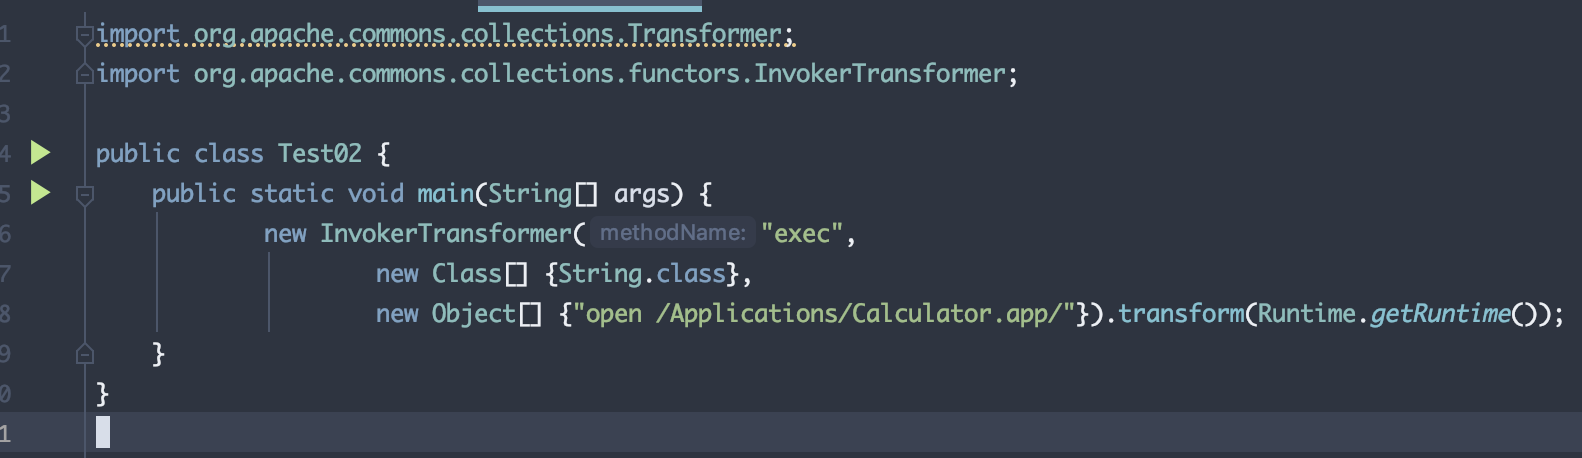 1 import org.apache.commons.collections.Transformer;
2 import org.apache.commons.collections.functors.InvokerTransformer;
3
4 public class Test02 {
5 public static void main(String[] args) {
6 new InvokerTransformer( methodName: "exec",
7 new Class[] {String.class},
8 new Object[] {"open /Applications/Calculator.app/"}).transform(Runtime.getRuntime());
9 }
0 }
1